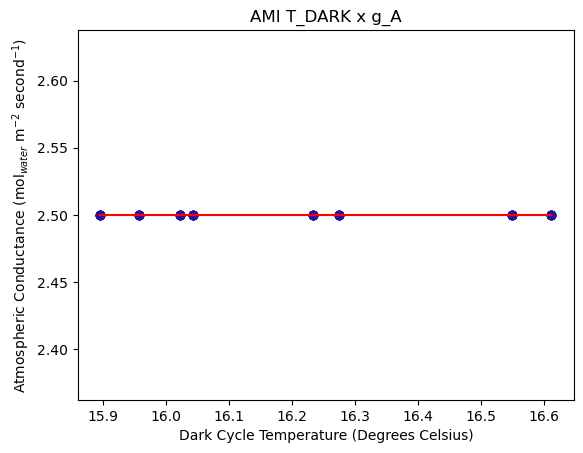 AMI T_DARK x g_A
Atmospheric Conductance (mol_water m⁻² second⁻¹)
2.60
2.55
2.50
2.45
2.40
15.9 16.0 16.1 16.2 16.3 16.4 16.5 16.6
Dark Cycle Temperature (Degrees Celsius)